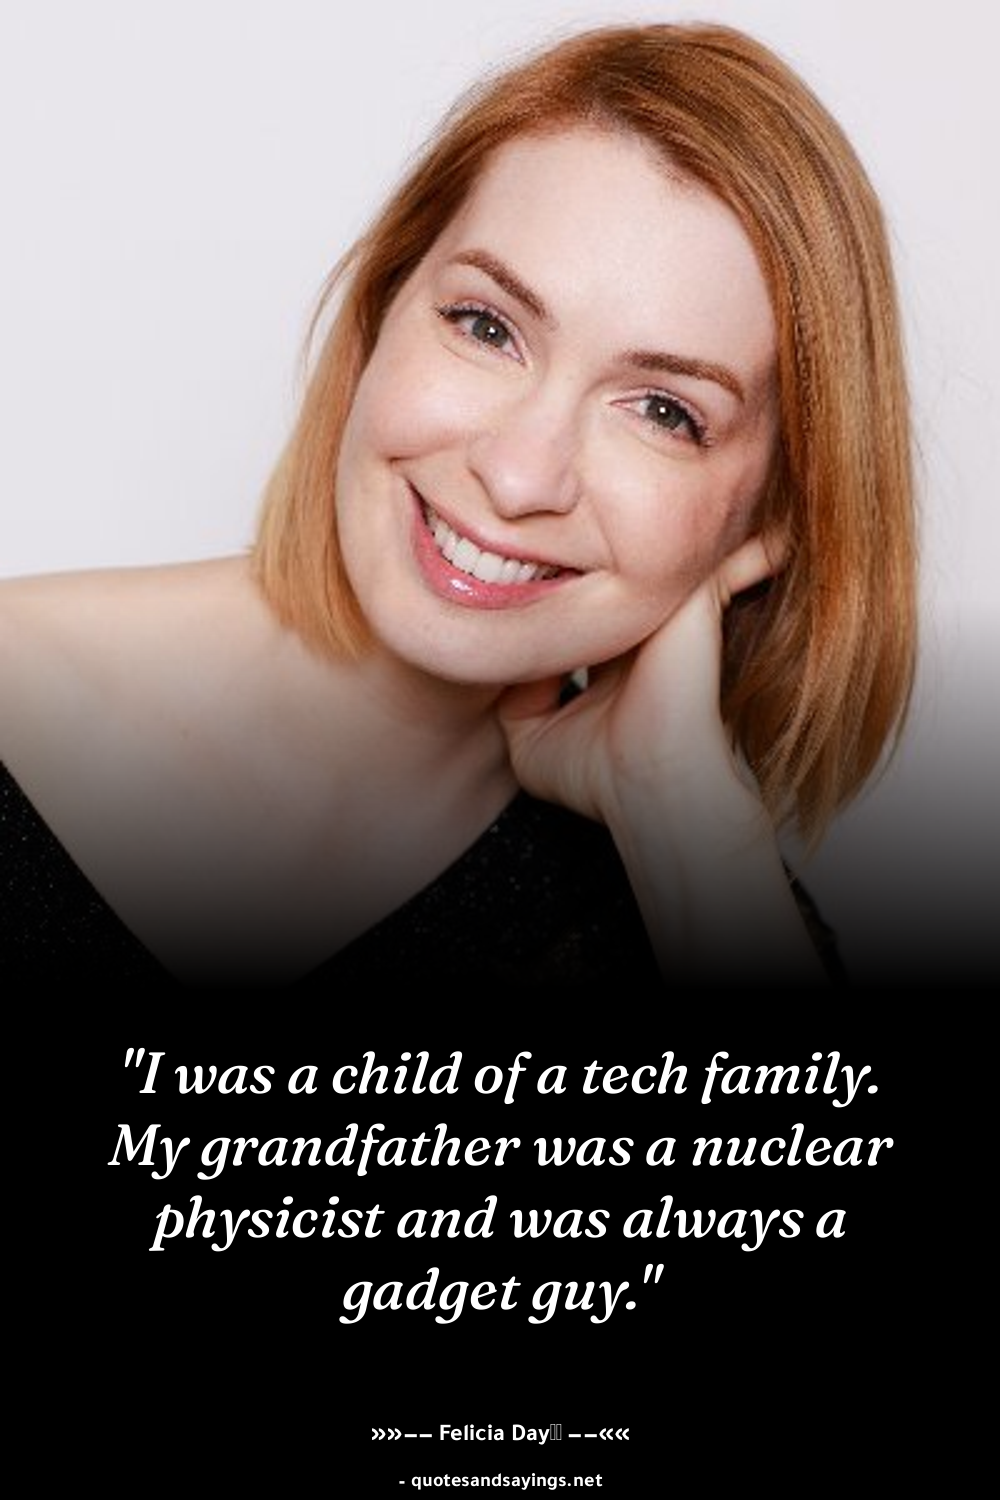 "I was a child of a tech family.
My grandfather was a nuclear
physicist and was always a
gadget guy."
»»−− Felicia Day▯▯ −−««
- quotesandsayings.net